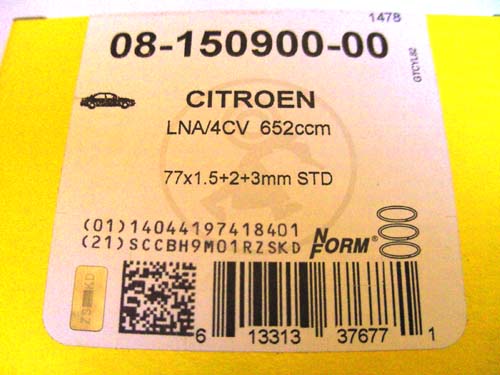 1478
08-150900-00
GTCYL92
CITROEN
LNA/4CV 652ccm
77x1.5+2+3mm STD
(01)14044197418401
(21)SCCBH9M01RZSKD
NFORM®
6 13313 37677 1